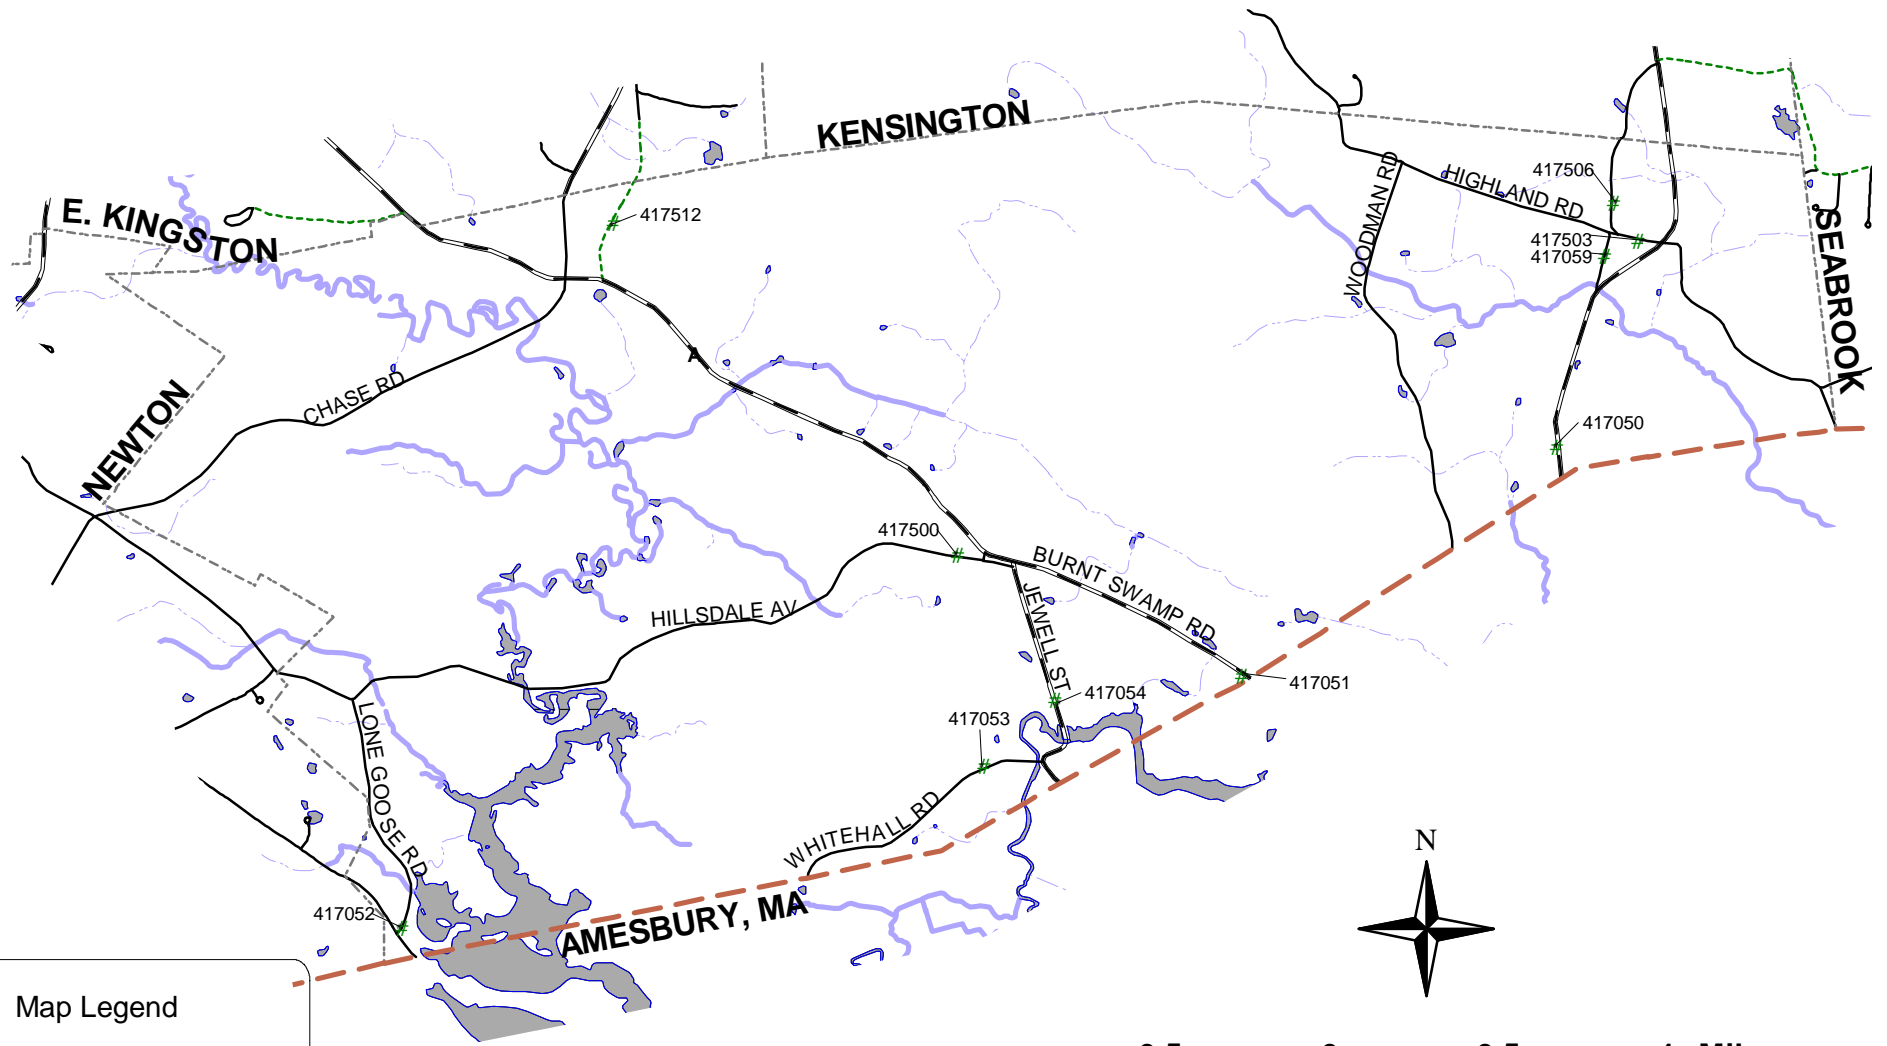 KENSINGTON
E. KINGSTON
417512
WOODMAN RD
HIGHLAND RD
417506
417503
417059
SEABROOK
A
CHASE RD
NEWTON
417050
417500
BURNT SWAMP RD
JEWELL ST
HILLSDALE AV
417051
417054
417053
LONE GOOSE RD
WHITEHALL RD
417052
AMESBURY, MA
N
Map Legend